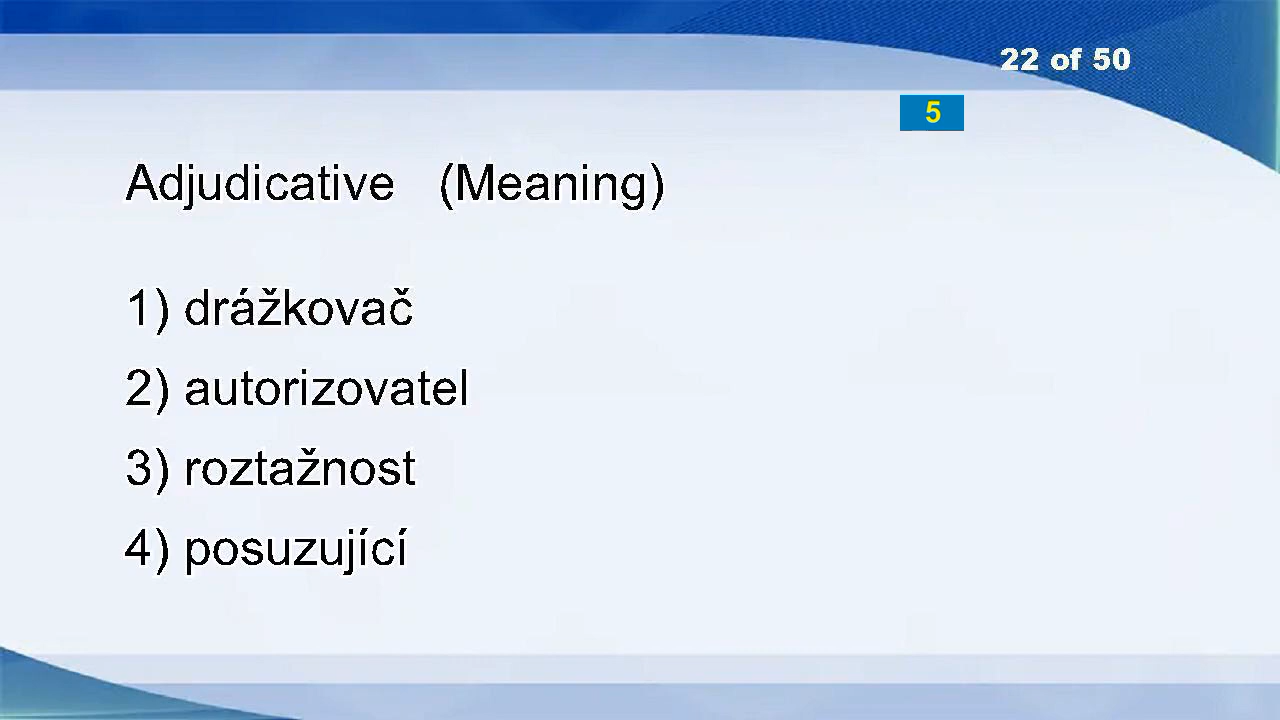 22 of 50
5
Adjudicative (Meaning)
1) drážkovač
2) autorizovatel
3) roztažnost
4) posuzující